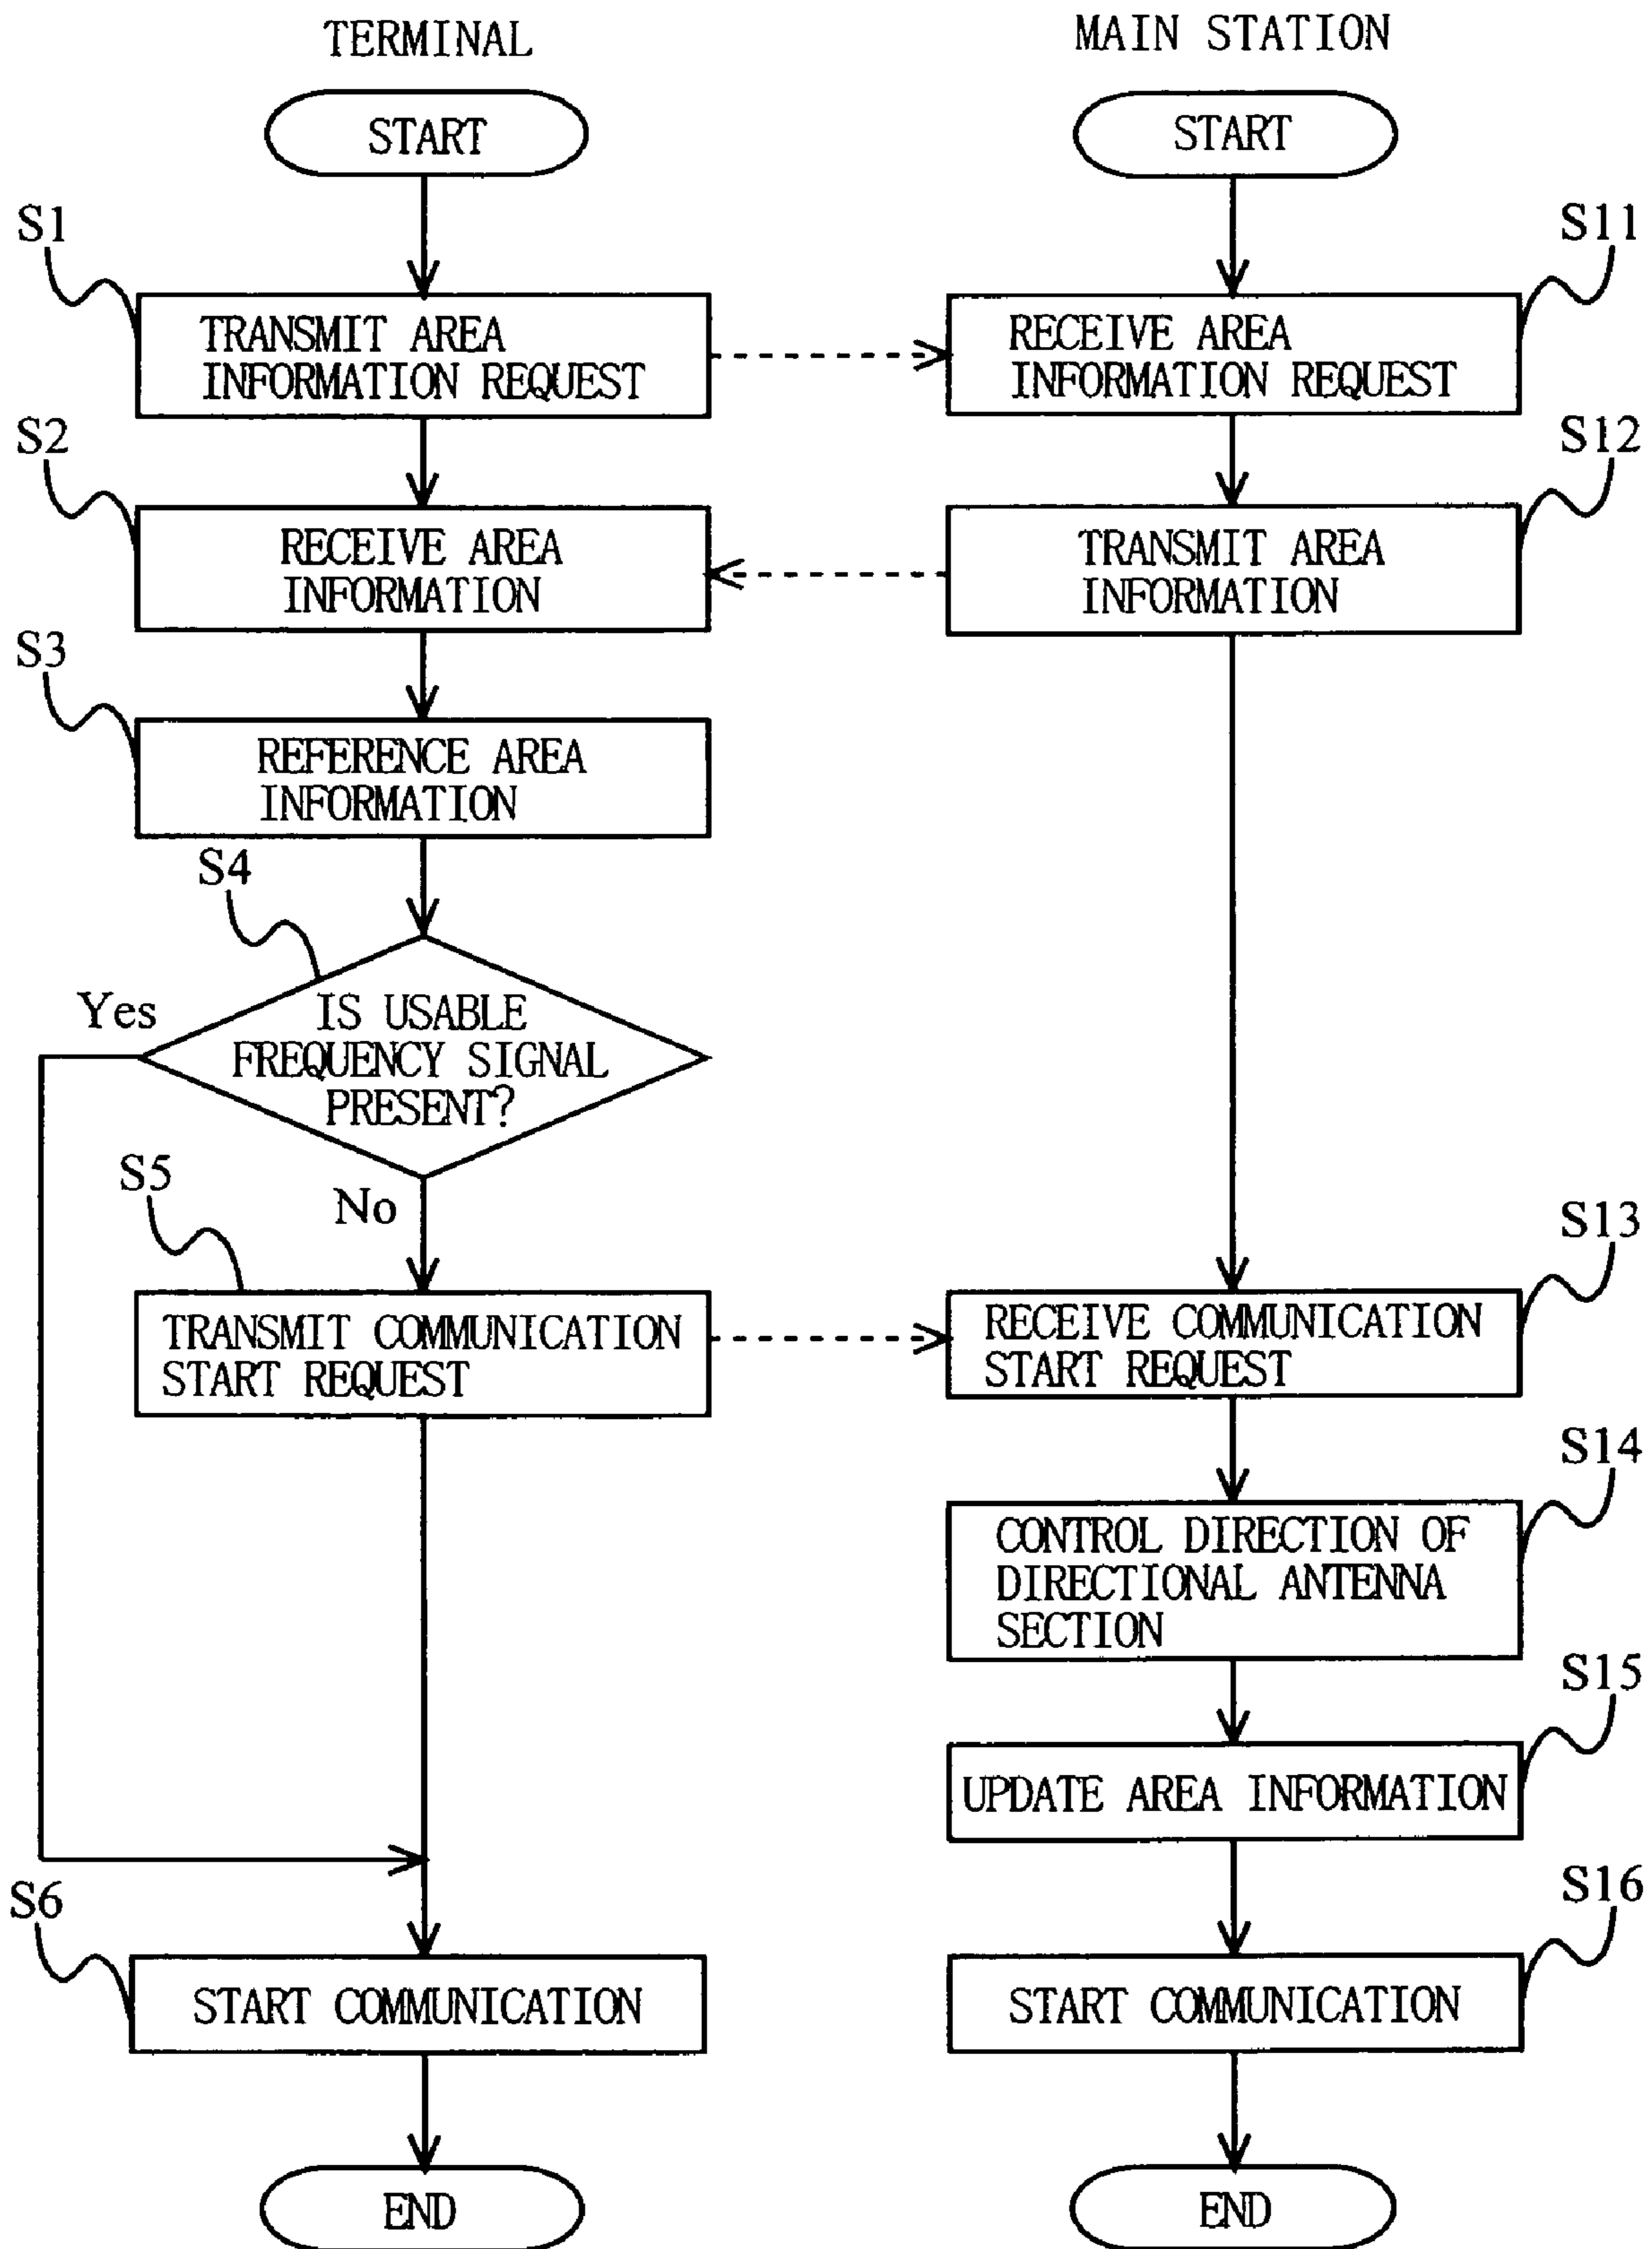 TERMINAL
MAIN STATION
START
START
S1
S11
TRANSMIT AREA
INFORMATION REQUEST
RECEIVE AREA
INFORMATION REQUEST
S2
S12
RECEIVE AREA
INFORMATION
TRANSMIT AREA
INFORMATION
S3
REFERENCE AREA
INFORMATION
S4
Yes
IS USABLE
FREQUENCY SIGNAL
PRESENT?
No
S5
S13
TRANSMIT COMMUNICATION
START REQUEST
RECEIVE COMMUNICATION
START REQUEST
S14
CONTROL DIRECTION OF
DIRECTIONAL ANTENNA
SECTION
S15
UPDATE AREA INFORMATION
S6
S16
START COMMUNICATION
START COMMUNICATION
END
END